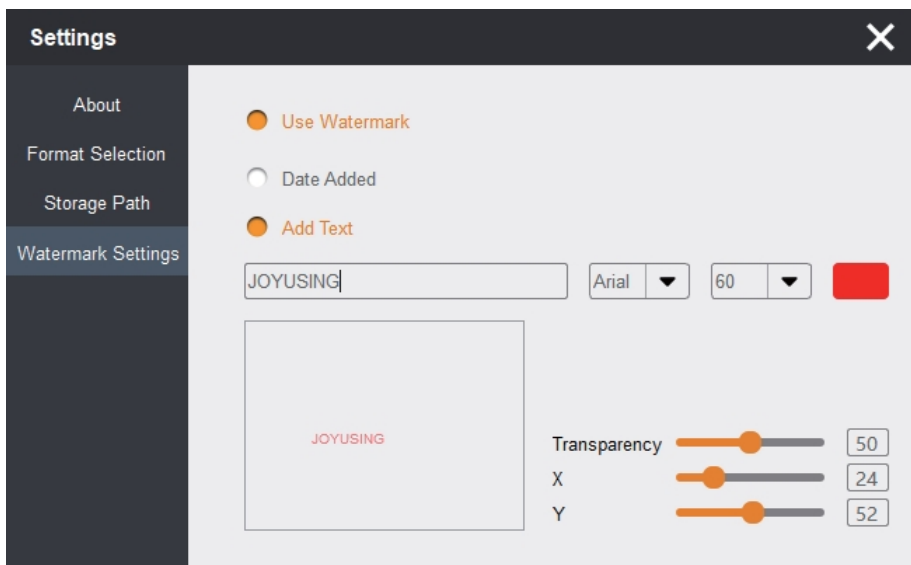 Settings
About
Format Selection
Storage Path
Watermark Settings
Use Watermark
Date Added
Add Text
JOYUSING
Arial
60
JOYUSING
Transparency
50
X
24
Y
52